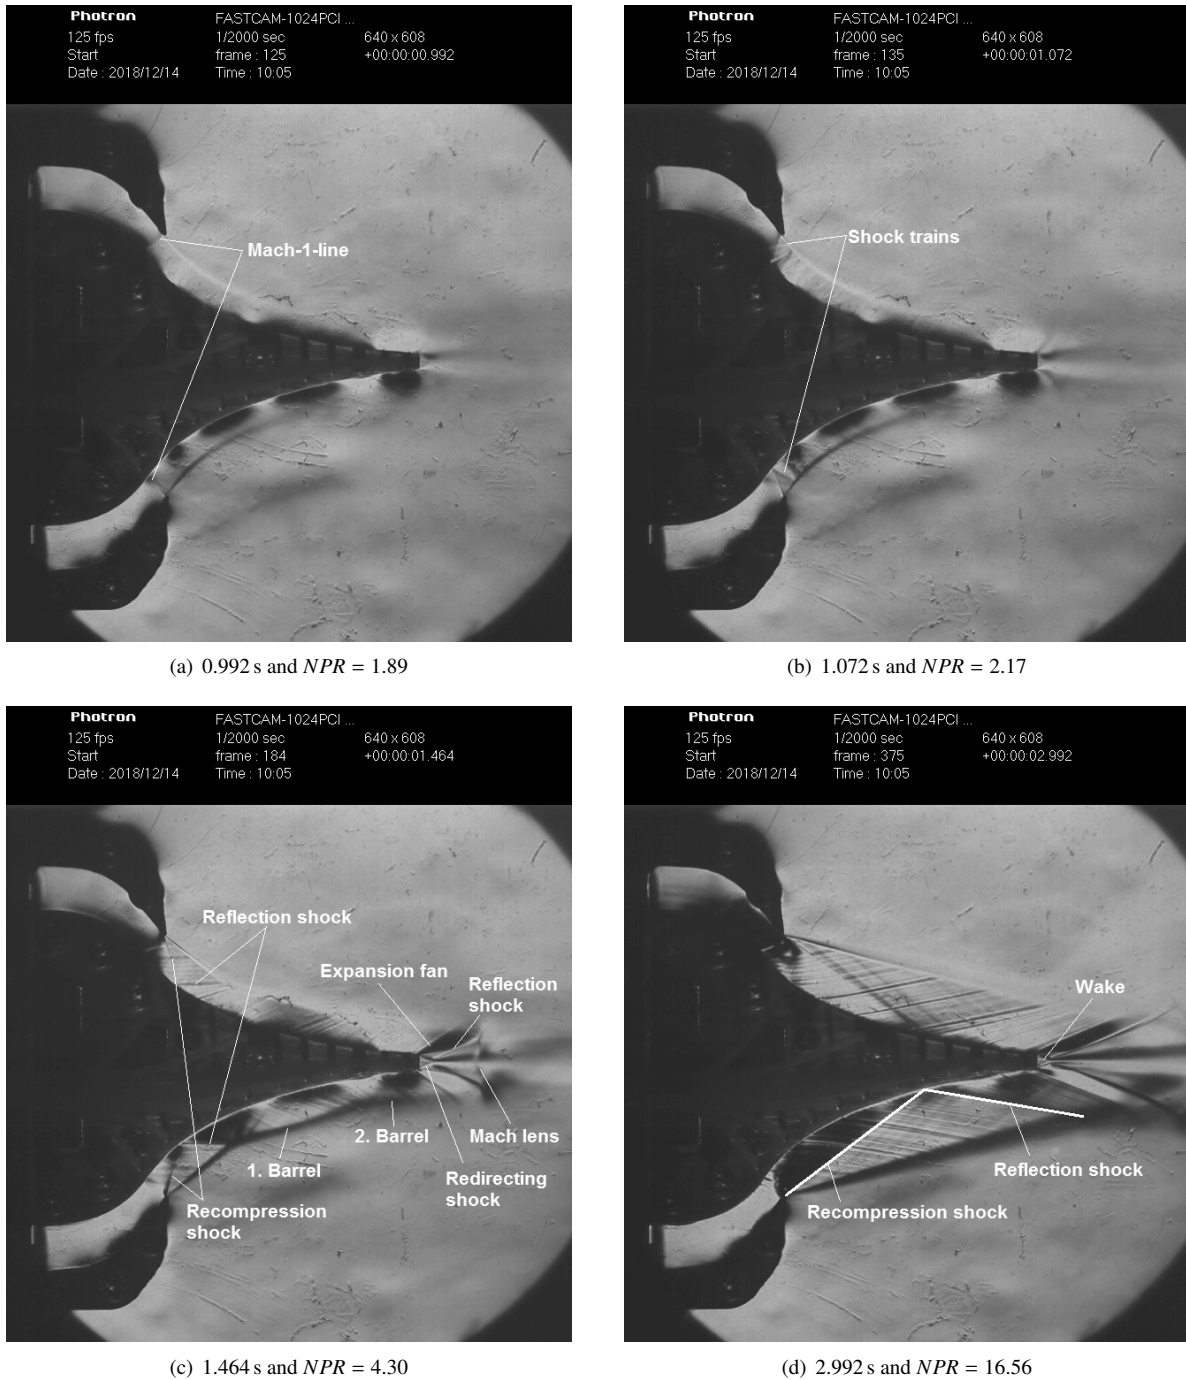 Photron FASTCAM-1024PCI ...
125 fps 1/2000 sec 640 x 608
Start frame : 125 +00:00:00.992
Date : 2018/12/14 Time : 10:05
Mach-1-line
(a) 0.992 s and NPR = 1.89
Photron FASTCAM-1024PCI ...
125 fps 1/2000 sec 640 x 608
Start frame : 135 +00:00:01.072
Date : 2018/12/14 Time : 10:05
Shock trains
(b) 1.072 s and NPR = 2.17
Photron FASTCAM-1024PCI ...
125 fps 1/2000 sec 640 x 608
Start frame : 184 +00:00:01.464
Date : 2018/12/14 Time : 10:05
Reflection shock
Expansion fan
Reflection
shock
2. Barrel
Mach lens
1. Barrel
Redirecting
shock
Recompression
shock
(c) 1.464 s and NPR = 4.30
Photron FASTCAM-1024PCI ...
125 fps 1/2000 sec 640 x 608
Start frame : 375 +00:00:02.992
Date : 2018/12/14 Time : 10:05
Wake
Reflection shock
Recompression shock
(d) 2.992 s and NPR = 16.56